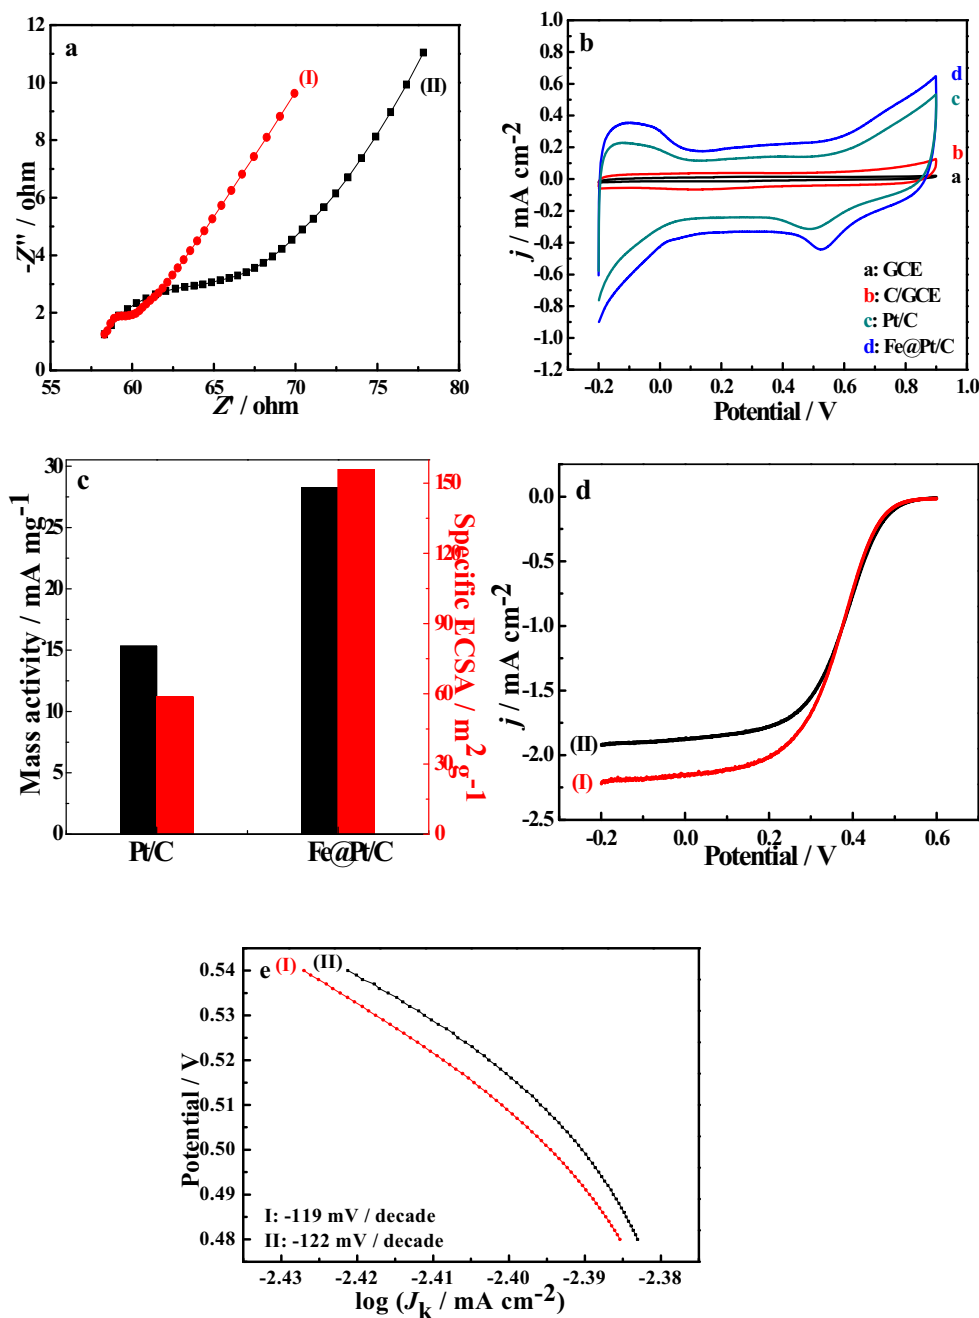 a
(I)
(II)
12
10
8
6
4
2
0
-Z'' / ohm
55 60 65 70 75 80
Z' / ohm
b
1.0
0.8
0.6
0.4
0.2
0.0
-0.2
-0.4
-0.6
-0.8
-1.0
-1.2
j / mA cm-2
d
c
b
a
a: GCE
b: C/GCE
c: Pt/C
d: Fe@Pt/C
-0.2 0.0 0.2 0.4 0.6 0.8 1.0
Potential / V
c
30
25
20
15
10
5
0
Mass activity / mA mg-1
150
120
90
60
30
0
Specific ECSA / m2 g-1
Pt/C Fe@Pt/C
d
0.0
-0.5
-1.0
-1.5
-2.0
-2.5
j / mA cm-2
(II)
(I)
-0.2 0.0 0.2 0.4 0.6
Potential / V
e (I) (II)
0.54
0.53
0.52
0.51
0.50
0.49
0.48
Potential / V
I: -119 mV / decade
II: -122 mV / decade
-2.43 -2.42 -2.41 -2.40 -2.39 -2.38
log (Jk / mA cm-2)